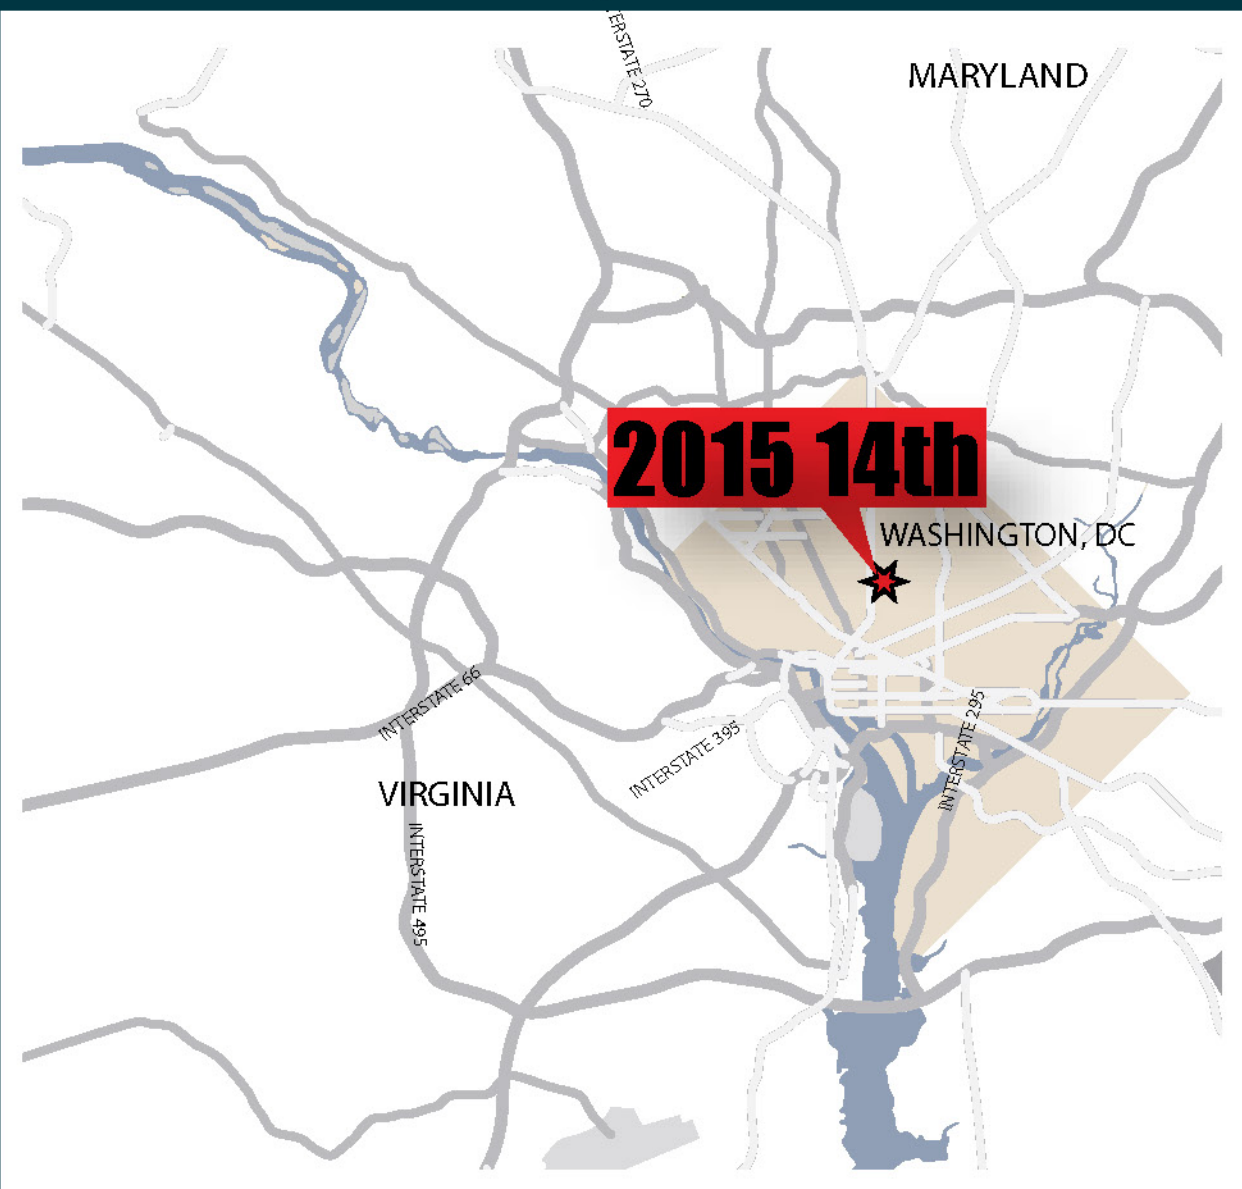 ERSTATE 270
MARYLAND
2015 14th
WASHINGTON, DC
INTERSTATE 66
INTERSTATE 395
INTERSTATE 295
VIRGINIA
INTERSTATE 495